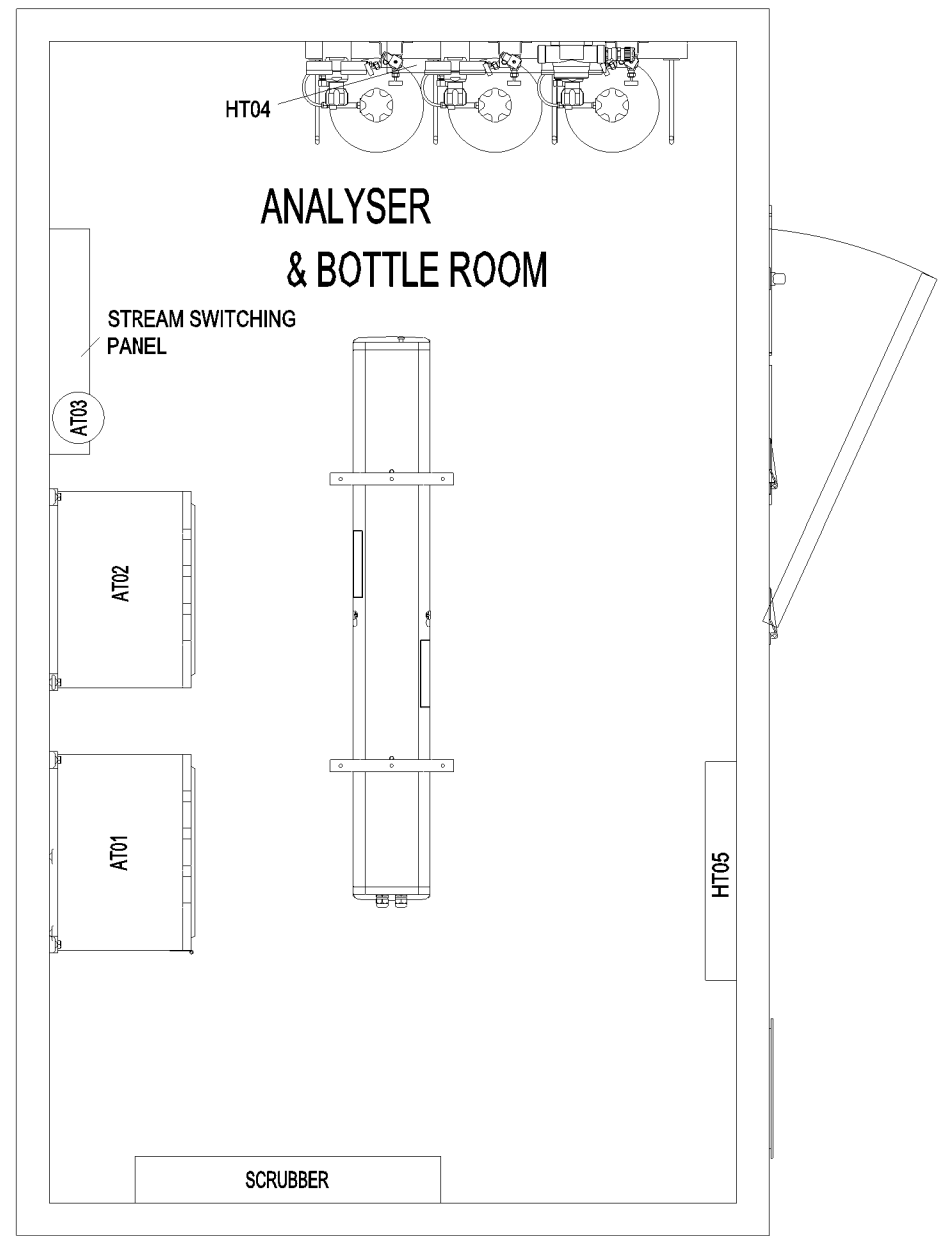 HT04
ANALYSER
& BOTTLE ROOM
STREAM SWITCHING
PANEL
AT03
AT02
AT01
HT05
SCRUBBER